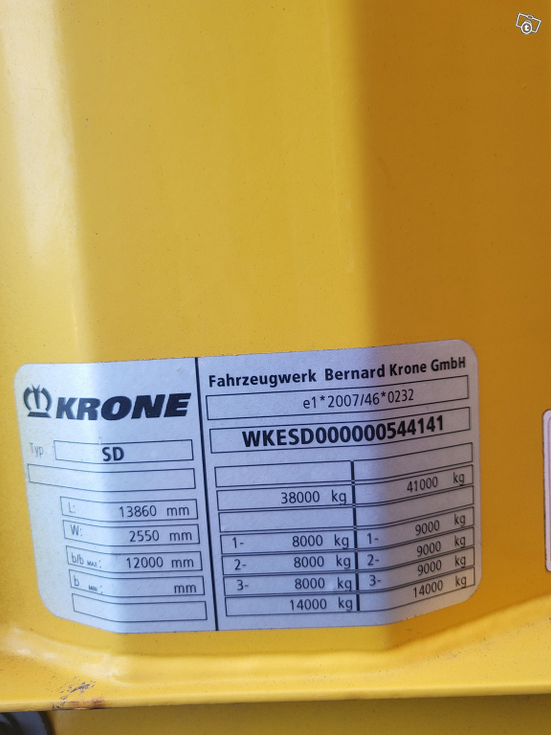 KRONE
Typ SD
L: 13860 mm
W: 2550 mm
b/b MAX.: 12000 mm
b MIN.: mm
Fahrzeugwerk Bernard Krone GmbH
e1*2007/46*0232
WKESD000000544141
38000 kg 41000 kg
1- 8000 kg 1- 9000 kg
2- 8000 kg 2- 9000 kg
3- 8000 kg 3- 9000 kg
14000 kg 14000 kg